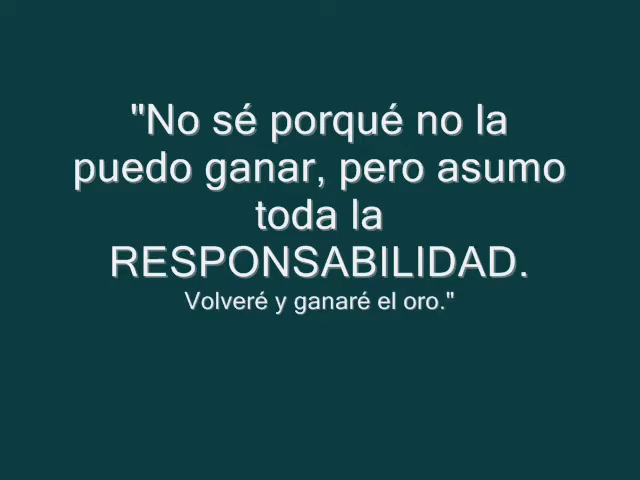 "No sé porqué no la
puedo ganar, pero asumo
toda la
RESPONSABILIDAD.
Volveré y ganaré el oro."